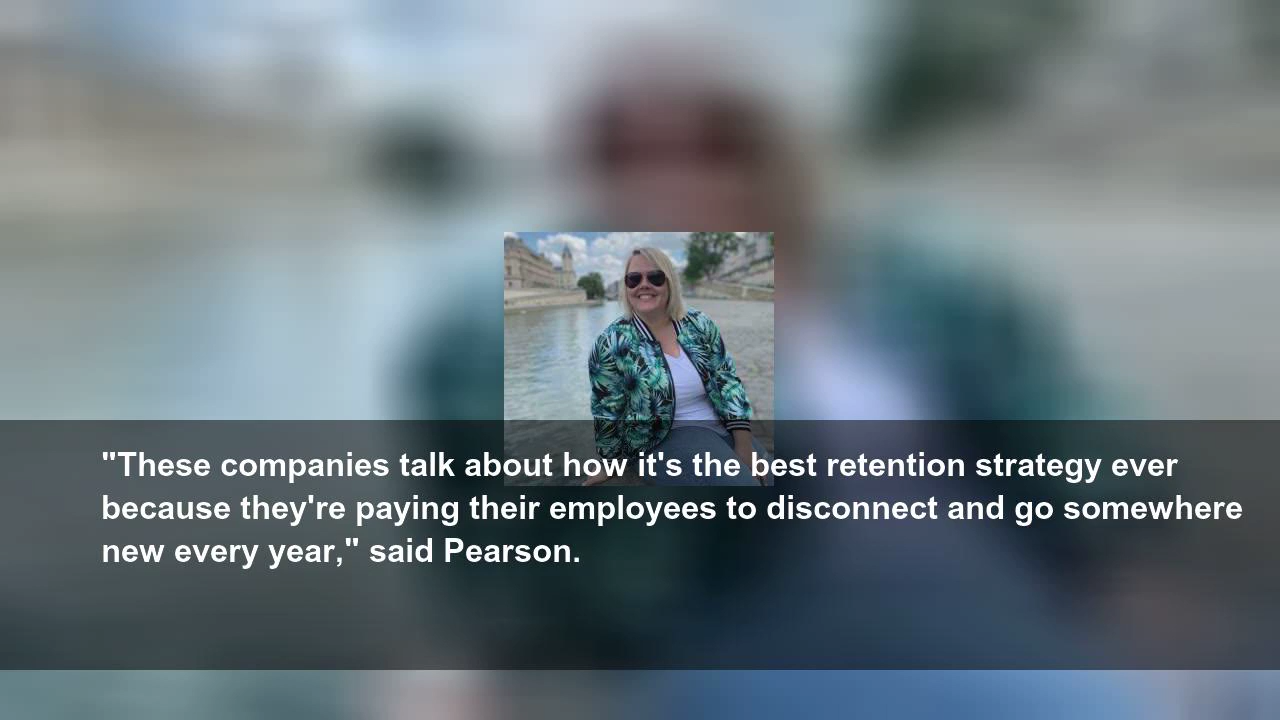 "These companies talk about how it's the best retention strategy ever
because they're paying their employees to disconnect and go somewhere
new every year," said Pearson.